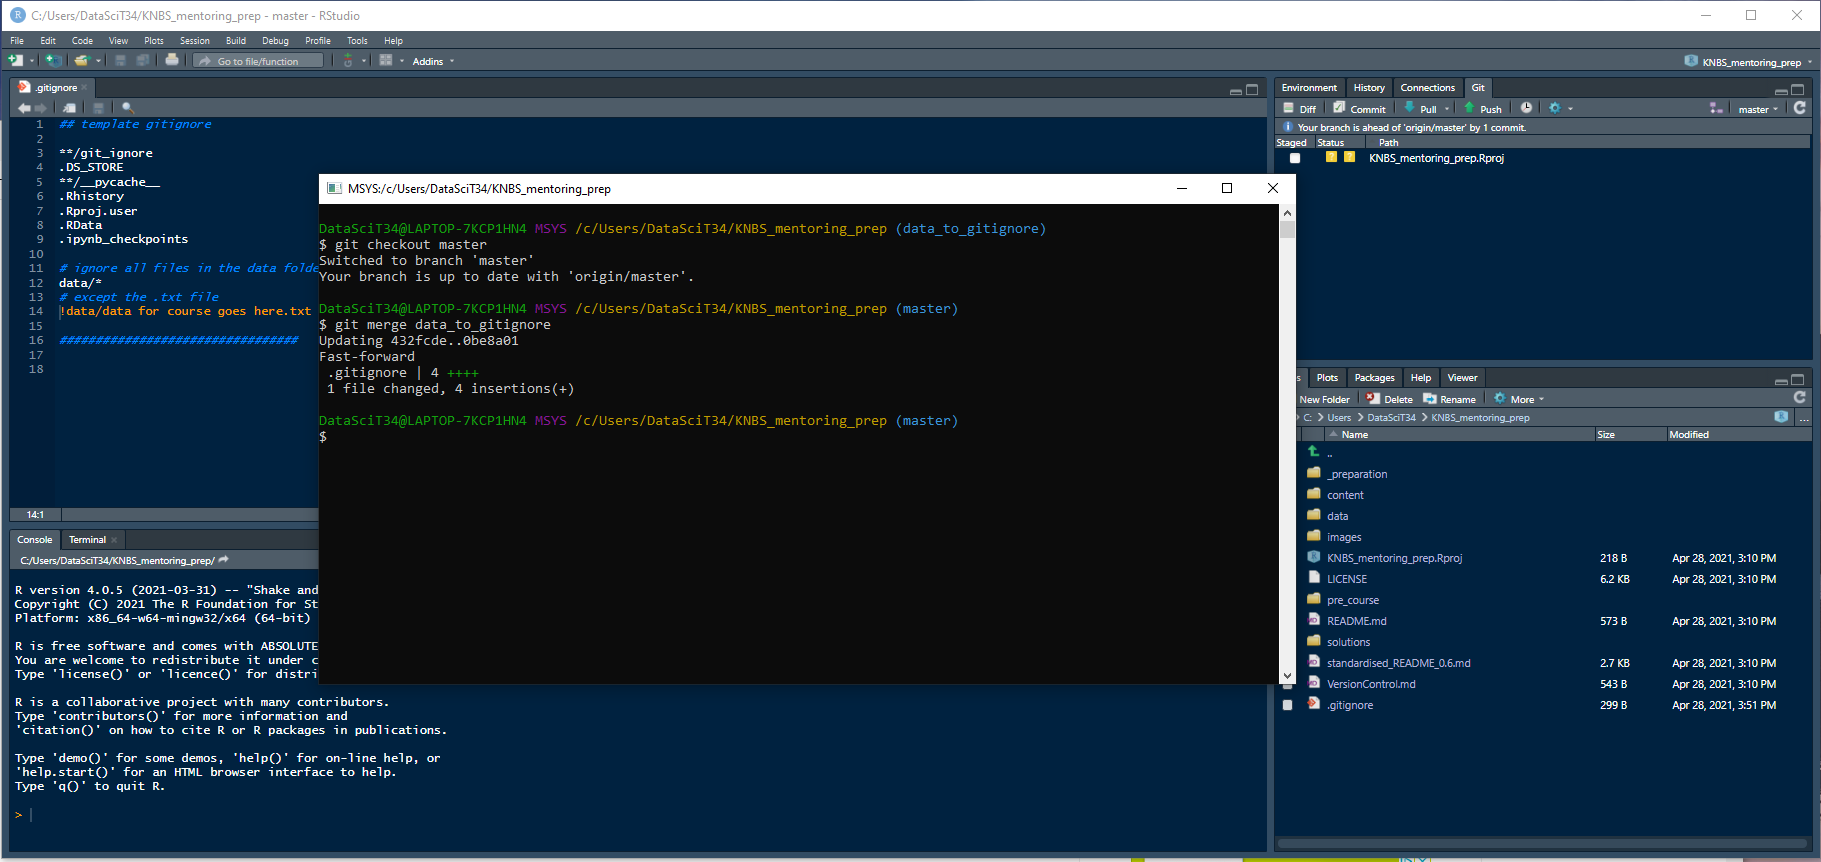 C:/Users/DataSciT34/KNBS_mentoring_prep - master - RStudio
File Edit Code View Plots Session Build Debug Profile Tools Help
Go to file/function Addins KNBS_mentoring_prep
.gitignore
1 ## template gitignore
2
3 **/git_ignore
4 .DS_STORE
5 **/__pycache__
6 .Rhistory
7 .Rproj.user
8 .RData
9 .ipynb_checkpoints
10
11 # ignore all files in the data folde
12 data/*
13 # except the .txt file
14 !data/data for course goes here.txt
15
16 #################################
17
18
14:1
MSYS:/c/Users/DataSciT34/KNBS_mentoring_prep
DataSciT34@LAPTOP-7KCP1HN4 MSYS /c/Users/DataSciT34/KNBS_mentoring_prep (data_to_gitignore)
$ git checkout master
Switched to branch 'master'
Your branch is up to date with 'origin/master'.
DataSciT34@LAPTOP-7KCP1HN4 MSYS /c/Users/DataSciT34/KNBS_mentoring_prep (master)
$ git merge data_to_gitignore
Updating 432fcde..0be8a01
Fast-forward
.gitignore | 4 ++++
1 file changed, 4 insertions(+)
DataSciT34@LAPTOP-7KCP1HN4 MSYS /c/Users/DataSciT34/KNBS_mentoring_prep (master)
$
Console Terminal
C:/Users/DataSciT34/KNBS_mentoring_prep/
R version 4.0.5 (2021-03-31) -- "Shake and
Copyright (C) 2021 The R Foundation for St
Platform: x86_64-w64-mingw32/x64 (64-bit)
R is free software and comes with ABSOLUTE
You are welcome to redistribute it under c
Type 'license()' or 'licence()' for distri
R is a collaborative project with many contributors.
Type 'contributors()' for more information and
'citation()' on how to cite R or R packages in publications.
Type 'demo()' for some demos, 'help()' for on-line help, or
'help.start()' for an HTML browser interface to help.
Type 'q()' to quit R.
>
Environment History Connections Git
Diff Commit Pull Push master
Your branch is ahead of 'origin/master' by 1 commit.
Staged Status Path
? ? KNBS_mentoring_prep.Rproj
s Plots Packages Help Viewer
New Folder Delete Rename More
C: > Users > DataSciT34 > KNBS_mentoring_prep ...
Name Size Modified
..
_preparation
content
data
images
KNBS_mentoring_prep.Rproj 218 B Apr 28, 2021, 3:10 PM
LICENSE 6.2 KB Apr 28, 2021, 3:10 PM
pre_course
README.md 573 B Apr 28, 2021, 3:10 PM
solutions
standardised_README_0.6.md 2.7 KB Apr 28, 2021, 3:10 PM
VersionControl.md 543 B Apr 28, 2021, 3:10 PM
.gitignore 299 B Apr 28, 2021, 3:51 PM